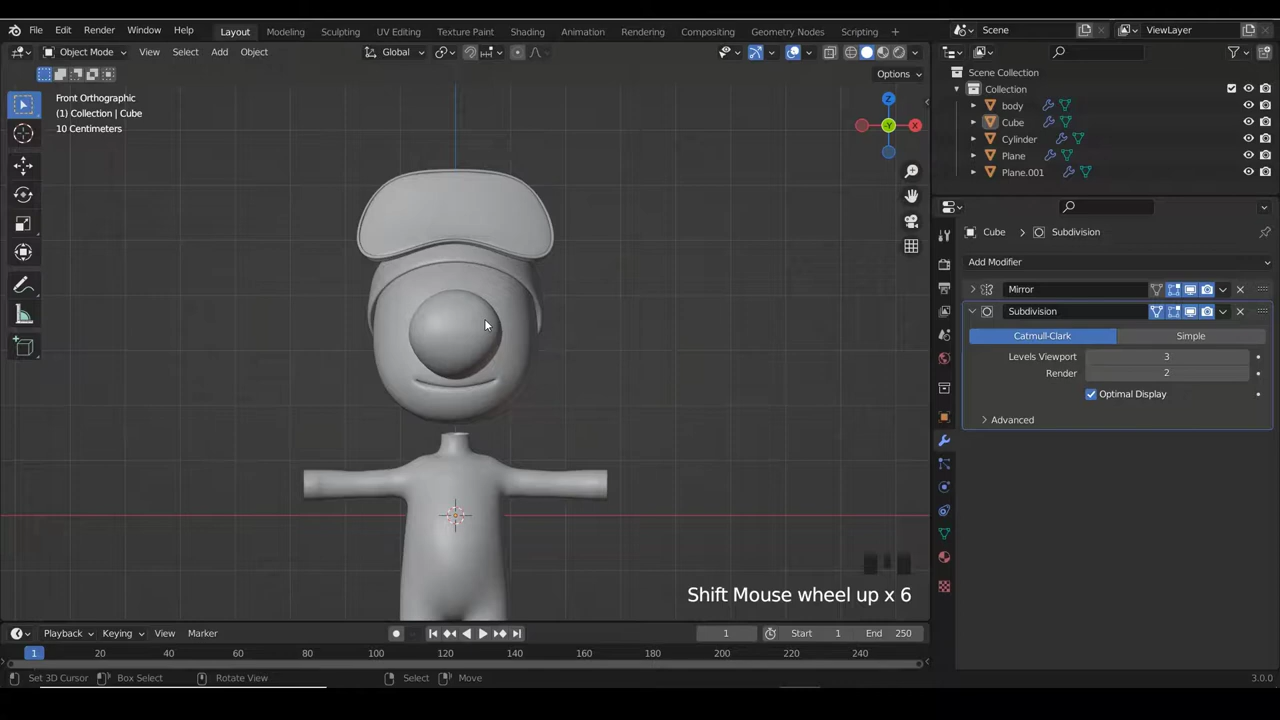 File Edit Render Window Help Layout Modeling Sculpting UV Editing Texture Paint Shading Animation Rendering Compositing Geometry Nodes Scripting + Scene ViewLayer
Object Mode View Select Add Object Global
Options
Front Orthographic
(1) Collection | Cube
10 Centimeters
Z
X
-Y
Shift Mouse wheel up x 6
Scene Collection
Collection
body
Cube
Cylinder
Plane
Plane.001
Cube > Subdivision
Add Modifier
Mirror
Subdivision
Catmull-Clark Simple
Levels Viewport 3
Render 2
Optimal Display
Advanced
Playback Keying View Marker 1 Start 1 End 250
1 20 40 60 80 100 120 140 160 180 200 220 240
Set 3D Cursor Box Select Rotate View Select Move 3.0.0